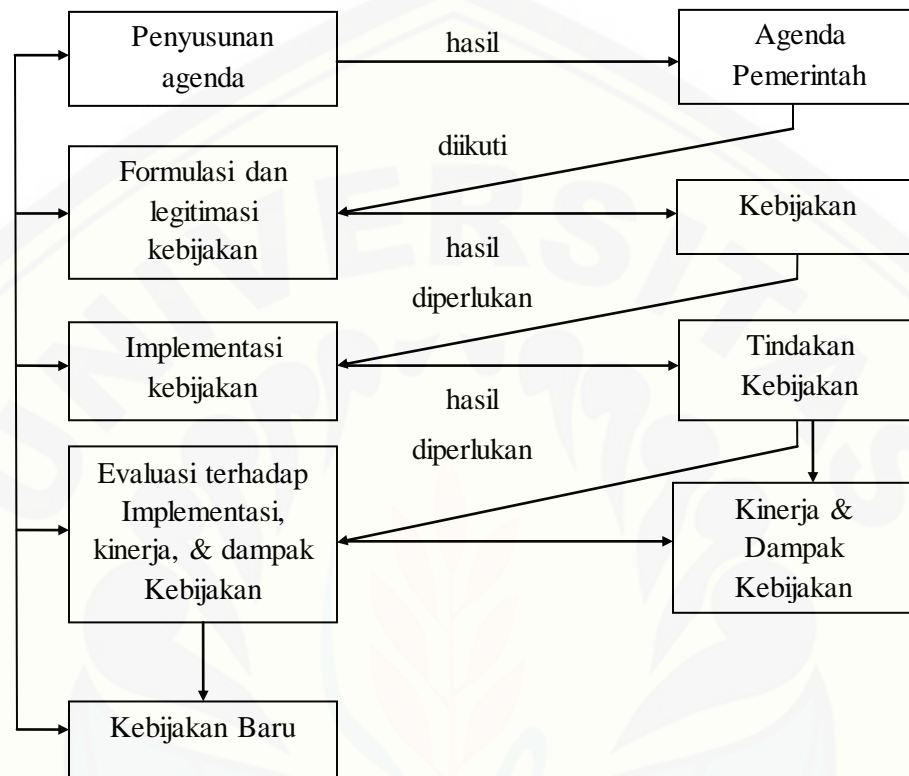 Penyusunan
agenda
hasil
Agenda
Pemerintah
diikuti
Formulasi dan
legitimasi
kebijakan
Kebijakan
hasil
diperlukan
Implementasi
kebijakan
Tindakan
Kebijakan
hasil
diperlukan
Evaluasi terhadap
Implementasi,
kinerja, & dampak
Kebijakan
Kinerja &
Dampak
Kebijakan
Kebijakan Baru
UNIVERSITAS